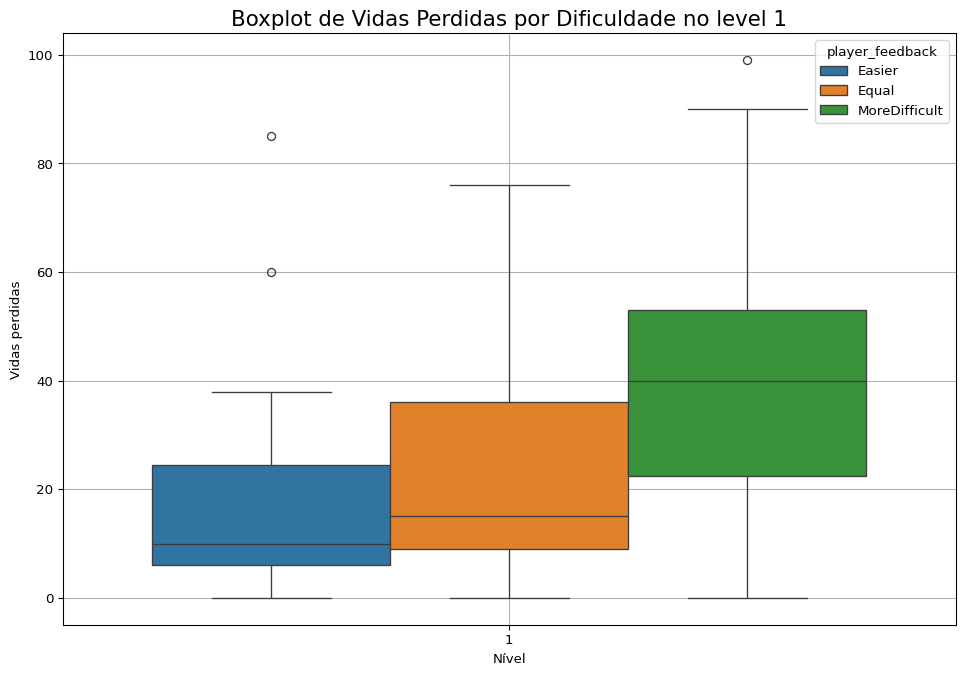 Boxplot de Vidas Perdidas por Dificuldade no level 1
player_feedback
Easier
Equal
MoreDifficult
100
80
60
40
20
0
Vidas perdidas
1
Nível